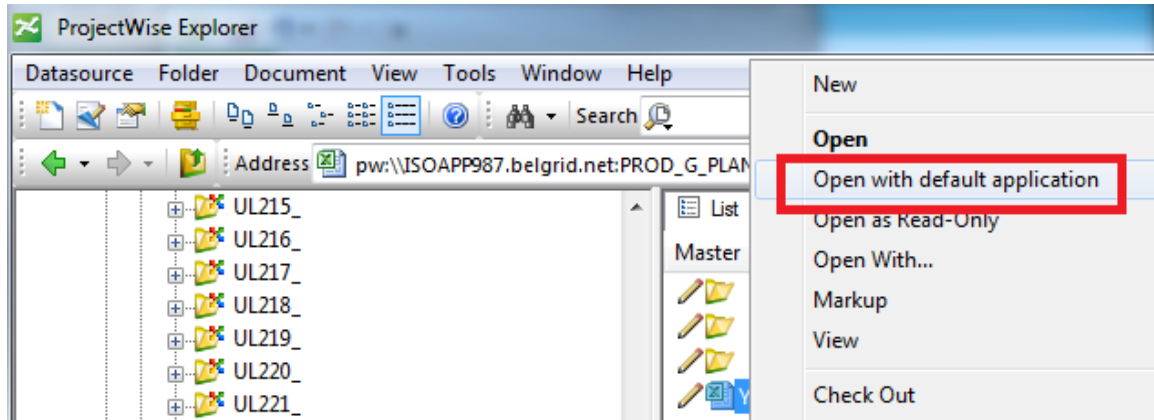 ProjectWise Explorer
Datasource Folder Document View Tools Window Help
Search
Address pw:\\ISOAPP987.belgrid.net:PROD_G_PLAN
UL215_
UL216_
UL217_
UL218_
UL219_
UL220_
UL221_
List
Master
Y
New
Open
Open with default application
Open as Read-Only
Open With...
Markup
View
Check Out